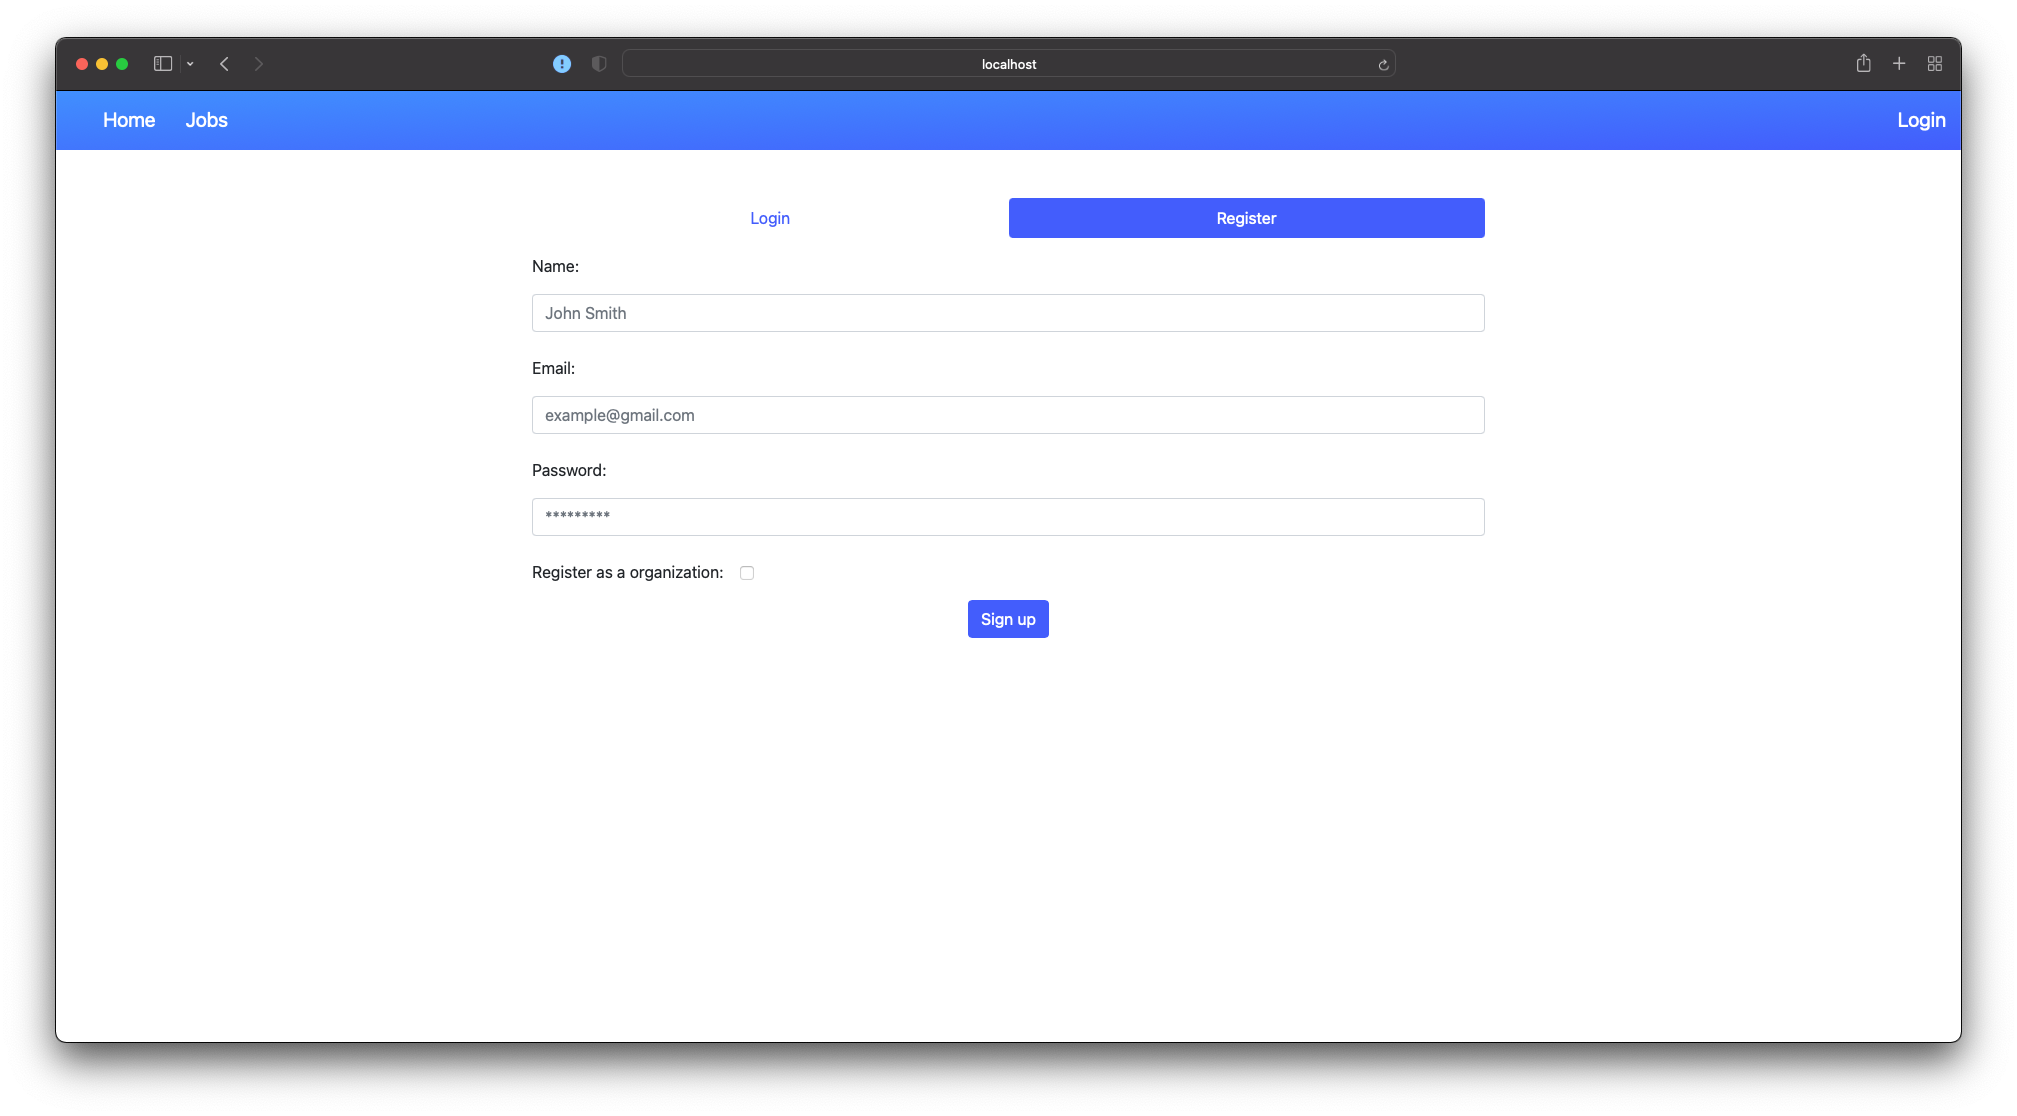 localhost
Home Jobs Login
Login Register
Name:
John Smith
Email:
example@gmail.com
Password:
*********
Register as a organization:
Sign up